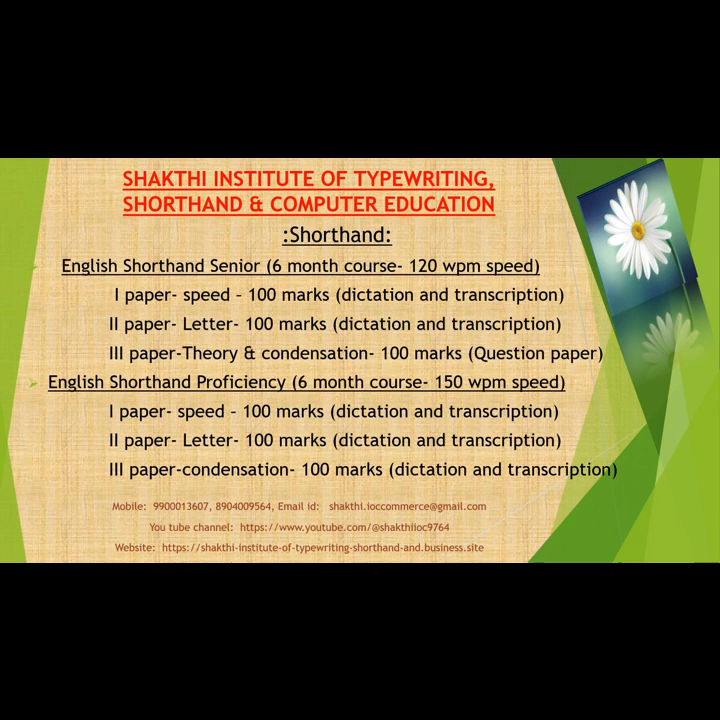 SHAKTHI INSTITUTE OF TYPEWRITING,
SHORTHAND & COMPUTER EDUCATION
:Shorthand:
English Shorthand Senior (6 month course- 120 wpm speed)
I paper- speed – 100 marks (dictation and transcription)
II paper- Letter- 100 marks (dictation and transcription)
III paper-Theory & condensation- 100 marks (Question paper)
English Shorthand Proficiency (6 month course- 150 wpm speed)
I paper- speed – 100 marks (dictation and transcription)
II paper- Letter- 100 marks (dictation and transcription)
III paper-condensation- 100 marks (dictation and transcription)
Mobile: 9900013607, 8904009564, Email id: shakthi.ioccommerce@gmail.com
You tube channel: https://www.youtube.com/@shakthiioc9764
Website: https://shakthi-institute-of-typewriting-shorthand-and.business.site